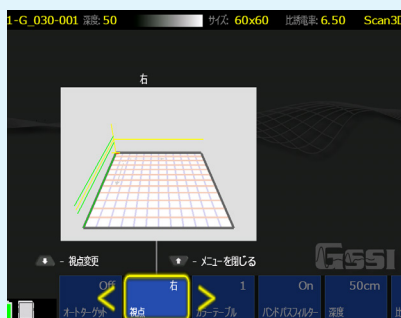 1-G_030-001 深度: 50 サイズ: 60x60 比誘電率: 6.50 Scan3D
右
- 視点変更 - メニューを閉じる
GSSI
Off 右 1 On 50cm
オートターゲット 視点 カラーテーブル バンドパスフィルター 深度 比